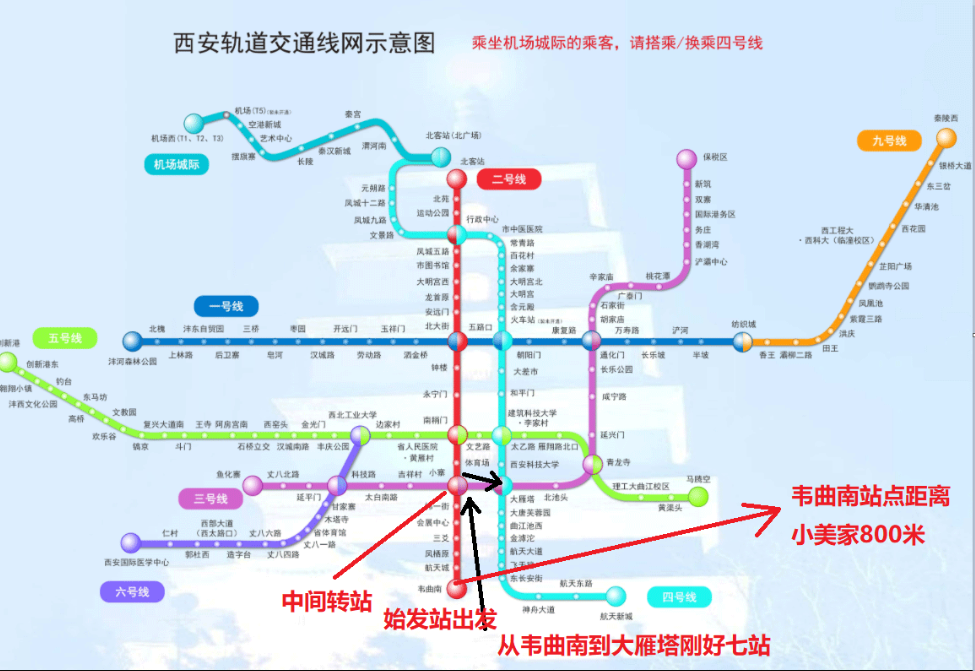 西安轨道交通线网示意图
乘坐机场城际的乘客，请搭乘/换乘四号线
机场(T5)
机场西(T1、T2、T3)
空港新城
艺术中心
摆旗寨
长陵
秦汉新城
秦宫
渭河南
北客站(北广场)
机场城际
北客站
二号线
元朔路
凤城十二路
凤城九路
文景路
北苑
运动公园
行政中心
凤城五路
市图书馆
大明宫西
龙首原
安远门
北大街
市中医医院
常青路
百花村
余家寨
大明宫北
大明宫
含元殿
火车站
五路口
保税区
新筑
双寨
国际港务区
务庄
香湖湾
浐灞中心
桃花潭
广泰门
辛家庙
石家街
胡家庙
九号线
秦陵西
银桥大道
东三岔
华清池
西花园
西工程大
·西科大（临潼校区）
芷阳广场
鹦鹉寺公园
凤凰池
紫霞三路
洪庆
田王
灞柳二路
香王
纺织城
一号线
沣河森林公园
北槐
上林路
沣东自贸园
后卫寨
三桥
皂河
枣园
汉城路
开远门
劳动路
玉祥门
洒金桥
朝阳门
康复路
通化门
万寿路
长乐坡
浐河
半坡
五号线
创新港
创新港东
钓台
沣西文化公园
东马坊
高桥
文教园
欢乐谷
复兴大道南
镐京
斗门
王寺
阿房宫南
石桥立交
西窑头
汉城南路
金光门
丰庆公园
西北工业大学
边家村
省人民医院
·黄雁村
南稍门
文艺路
建筑科技大学
·李家村
太乙路
雁翔路北口
青龙寺
理工大曲江校区
黄渠头
马腾空
钟楼
永宁门
体育场
小寨
大差市
和平门
西安科技大学
大雁塔
长乐公园
咸宁路
延兴门
三号线
鱼化寨
丈八北路
延平门
科技路
太白南路
吉祥村
北池头
会展中心
三爻
凤栖原
航天城
韦曲南
大唐芙蓉园
曲江池西
金滹沱
航天大道
东长安街
神舟大道
航天东路
航天新城
四号线
甘家寨
木塔寺
省体育馆
丈八一路
丈八四路
丈八六路
造字台
西部大道
（西太路口）
郭杜西
仁村
西安国际医学中心
六号线
中间转站
始发站出发
从韦曲南到大雁塔刚好七站
韦曲南站点距离
小美家800米